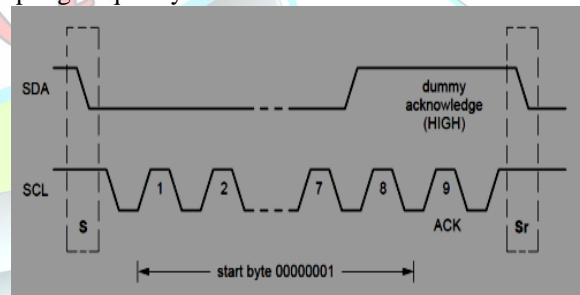 SDA
dummy
acknowledge
(HIGH)
SCL
1 2 7 8 9
S ACK Sr
start byte 00000001